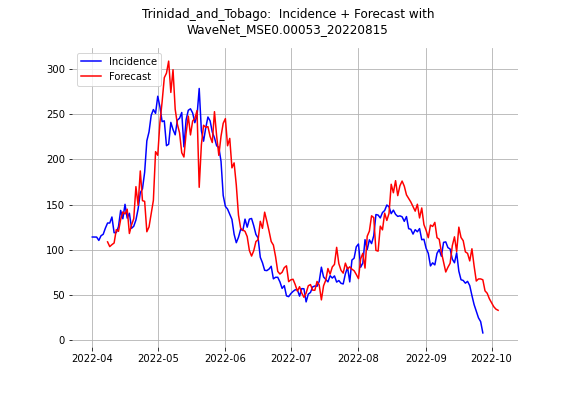 Trinidad_and_Tobago:  Incidence + Forecast with
WaveNet_MSE0.00053_20220815
Incidence
Forecast
300
250
200
150
100
50
0
2022-04 2022-05 2022-06 2022-07 2022-08 2022-09 2022-10